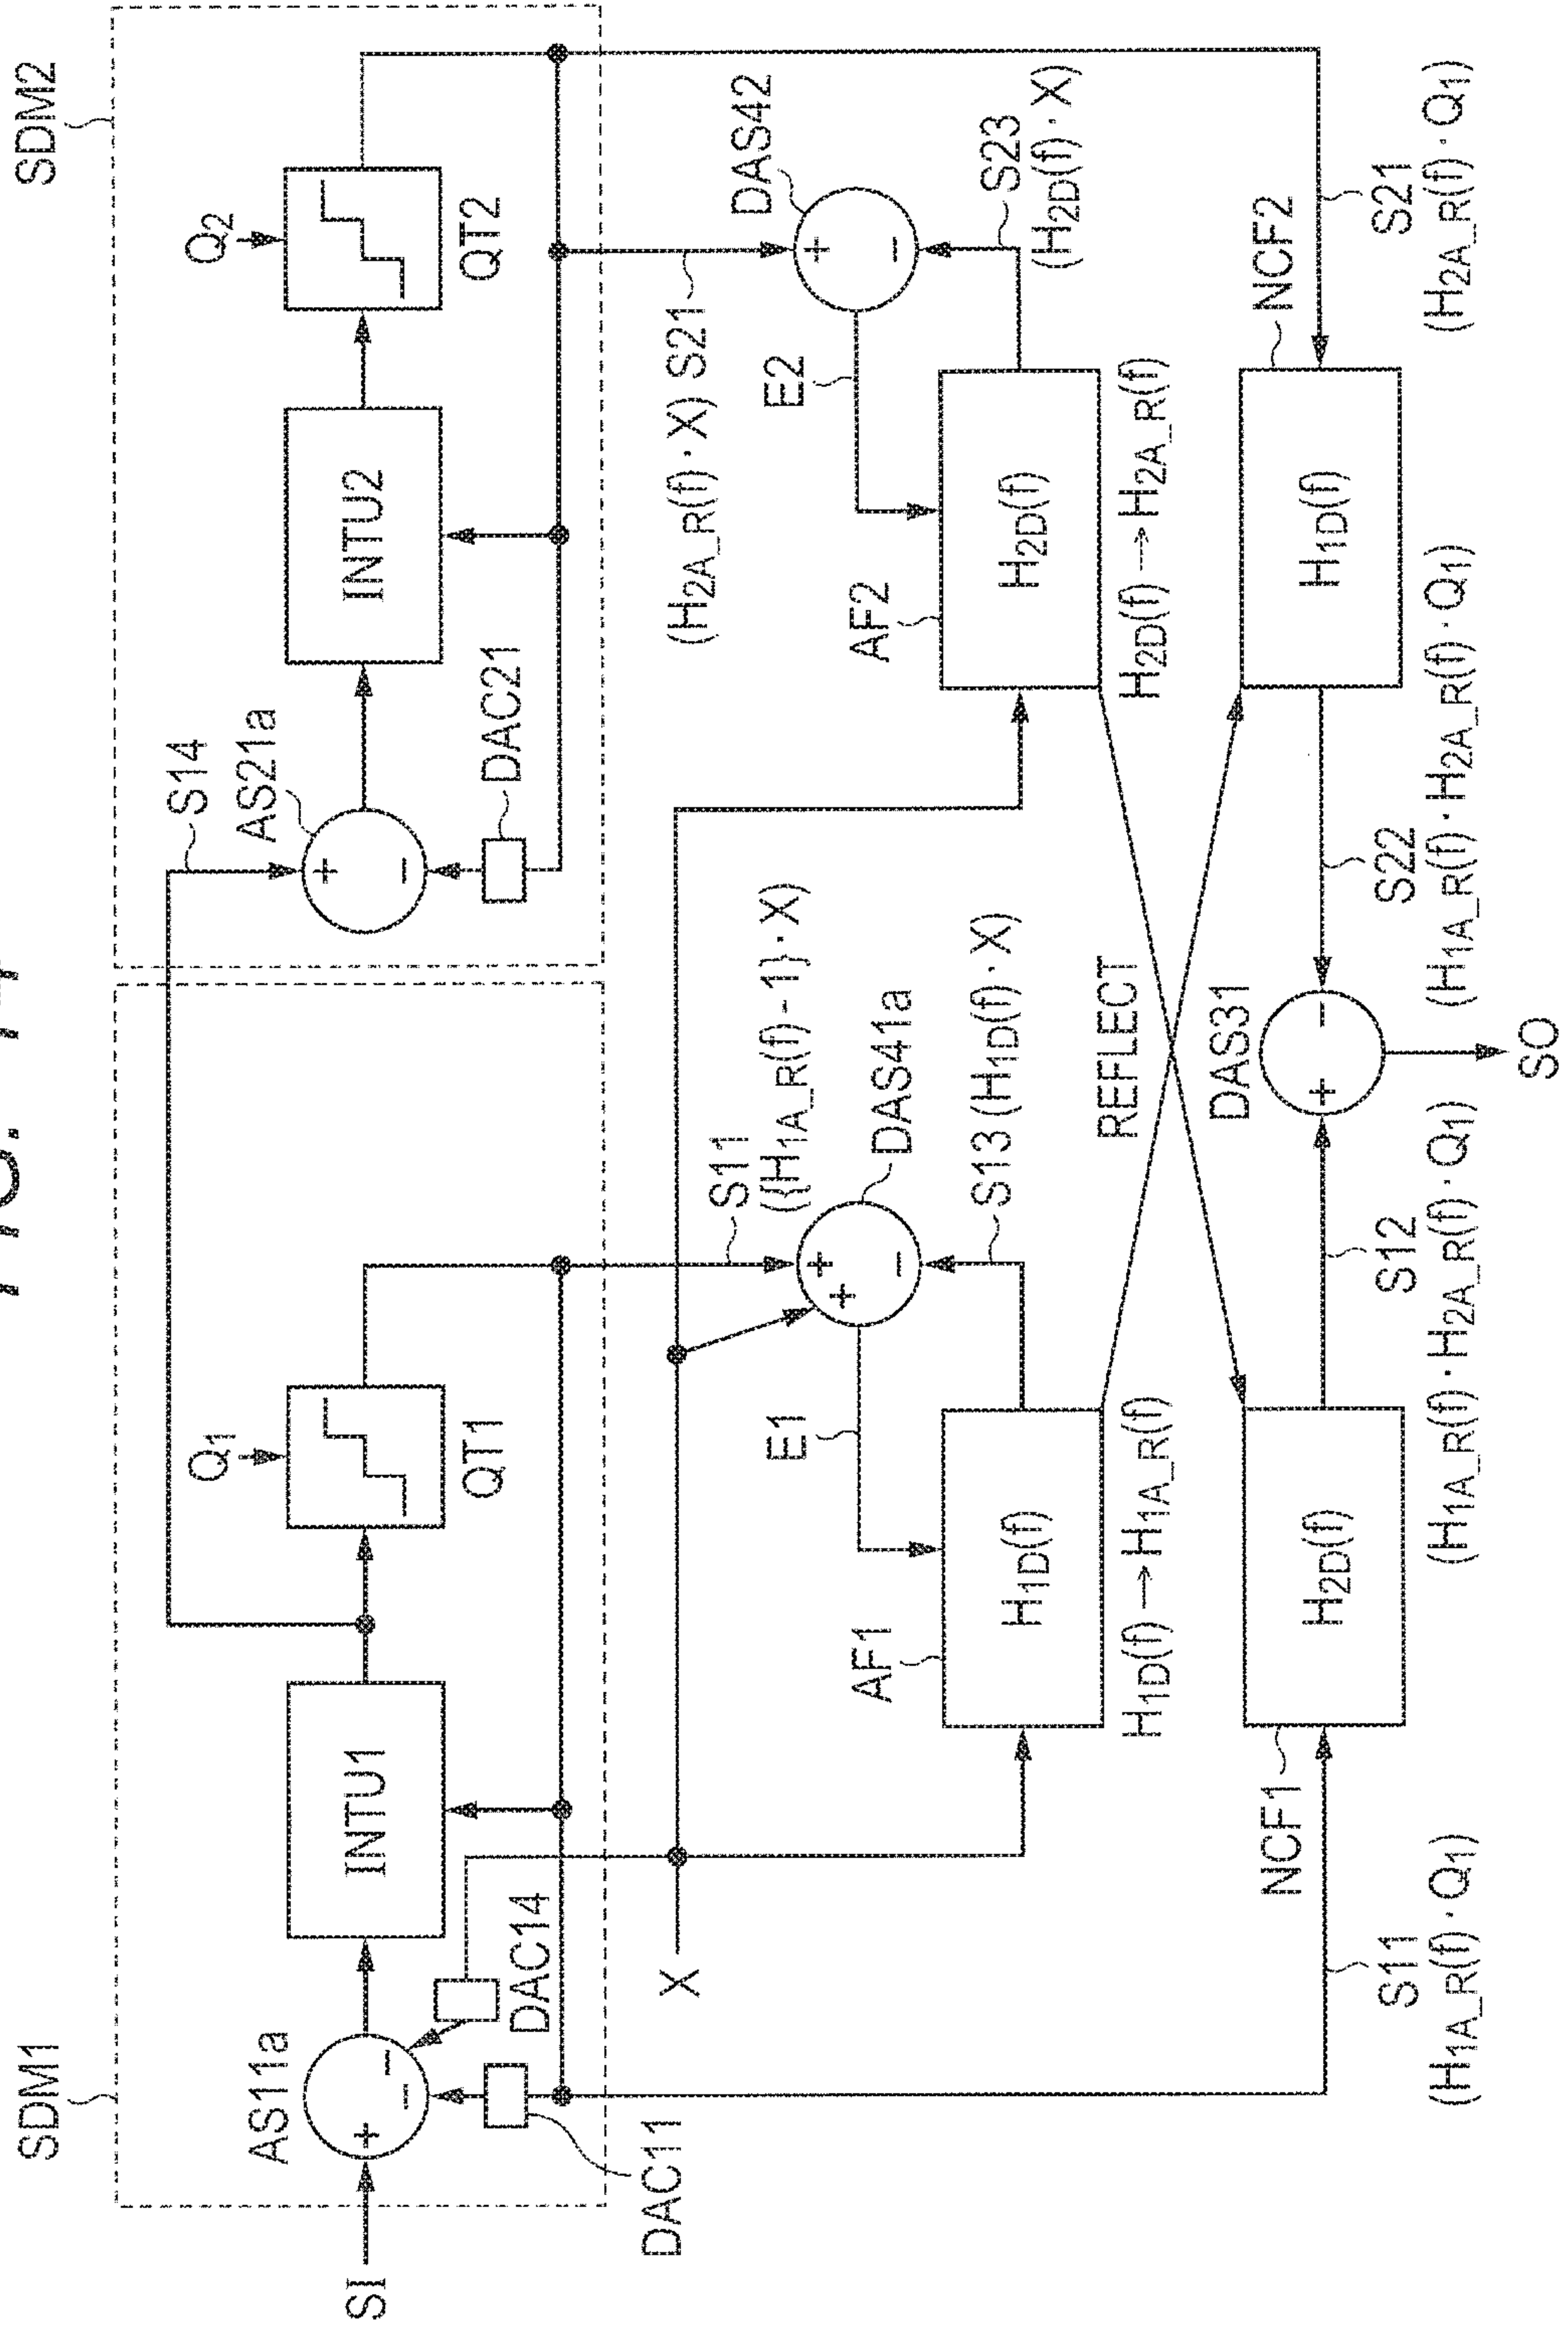 SDM1
SDM2
S14
Q1
Q2
AS11a
INTU1
QT1
AS21a
INTU2
QT2
SI
+
−
−
+
−
DAC14
DAC11
DAC21
X
S11
({H1A_R(f) - 1} · X)
(H2A_R(f) · X) S21
DAS42
+
+
−
+
−
E1
DAS41a
E2
S13 (H1D(f) · X)
S23
(H2D(f) · X)
AF1
H1D(f)
AF2
H2D(f)
H1D(f) → H1A_R(f)
REFLECT
H2D(f) → H2A_R(f)
NCF1
H2D(f)
DAS31
+
−
H1D(f)
NCF2
S11
(H1A_R(f) · Q1)
S12
(H1A_R(f) · H2A_R(f) · Q1)
S22
(H1A_R(f) · H2A_R(f) · Q1)
S21
(H2A_R(f) · Q1)
SO